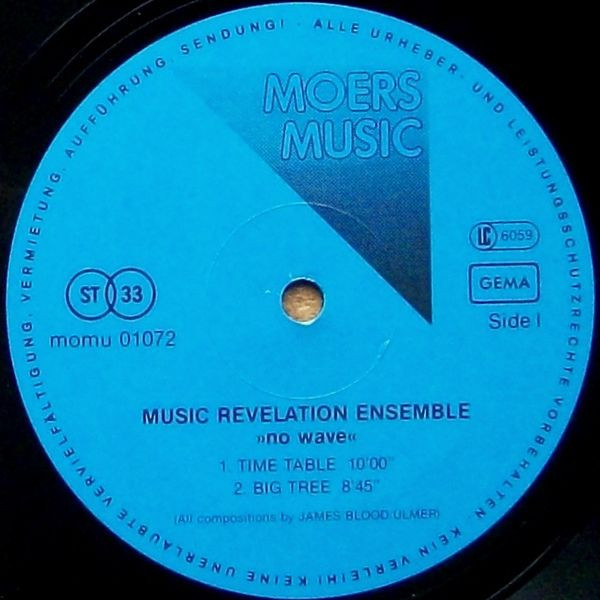 ALLE URHEBER- UND LEISTUNGSSCHUTZRECHTE VORBEHALTEN. KEIN VERLEIH! KEINE UNERLAUBTE VERVIELFÄLTIGUNG, VERMIETUNG, AUFFÜHRUNG, SENDUNG! ·
MOERS
MUSIC
LC 6059
ST 33
GEMA
Side I
momu 01072
MUSIC REVELATION ENSEMBLE
»no wave«
1. TIME TABLE 10'00"
2. BIG TREE 8'45"
(All compositions by JAMES BLOOD ULMER)